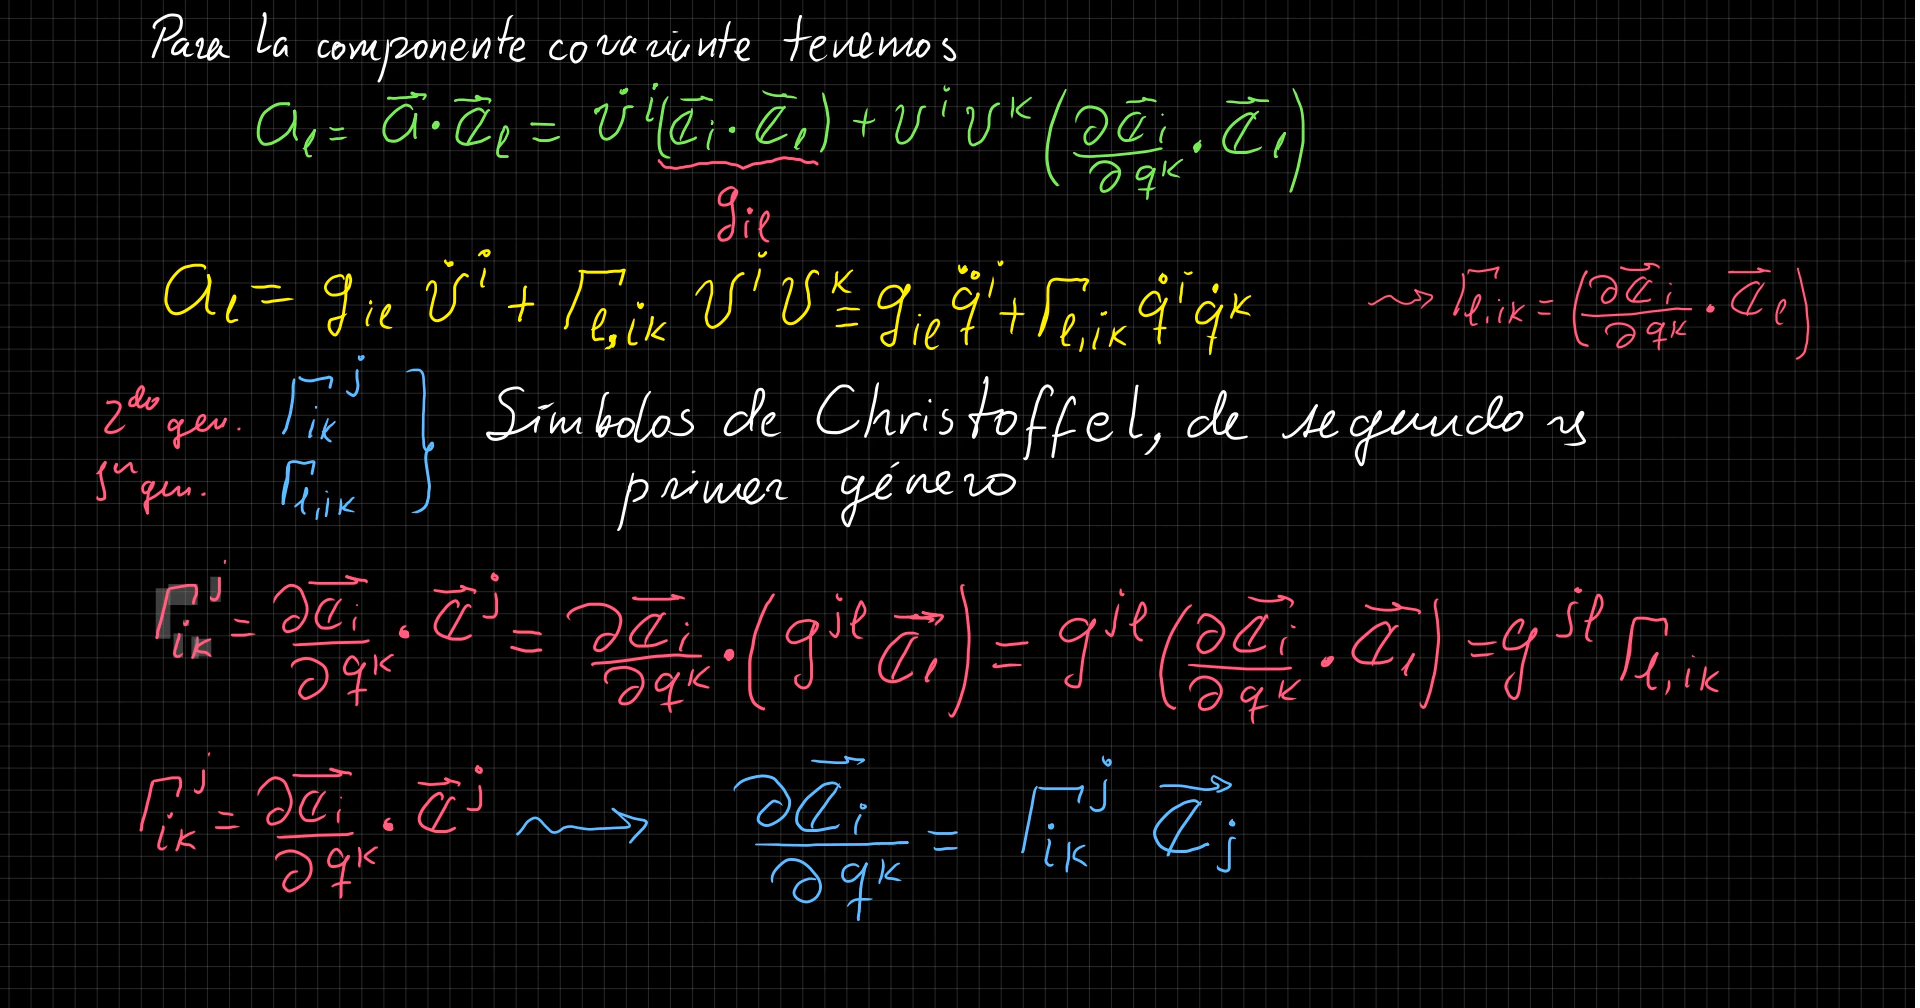 Para la componente covariante tenemos
a_l = \vec{a} · \vec{e}_l = \dot{v}^i (\vec{e}_i · \vec{e}_l) + v^i v^k (∂\vec{e}_i/∂q^k · \vec{e}_l)
g_{il}
a_l = g_{il} \dot{v}^i + Γ_{l,ik} v^i v^k = g_{il} \ddot{q}^i + Γ_{l,ik} \dot{q}^i \dot{q}^k ⇝ Γ_{l,ik} = (∂\vec{e}_i/∂q^k · \vec{e}_l)
2do gen. Γ^j_{ik} } Símbolos de Christoffel, de segundo y
1er gen. Γ_{l,ik} primer género
Γ^j_{ik} = ∂\vec{e}_i/∂q^k · \vec{e}^j = ∂\vec{e}_i/∂q^k · (g^{jl} \vec{e}_l) = g^{jl} (∂\vec{e}_i/∂q^k · \vec{e}_l) = g^{jl} Γ_{l,ik}
Γ^j_{ik} = ∂\vec{e}_i/∂q^k · \vec{e}^j ⇝ ∂\vec{e}_i/∂q^k = Γ^j_{ik} \vec{e}_j